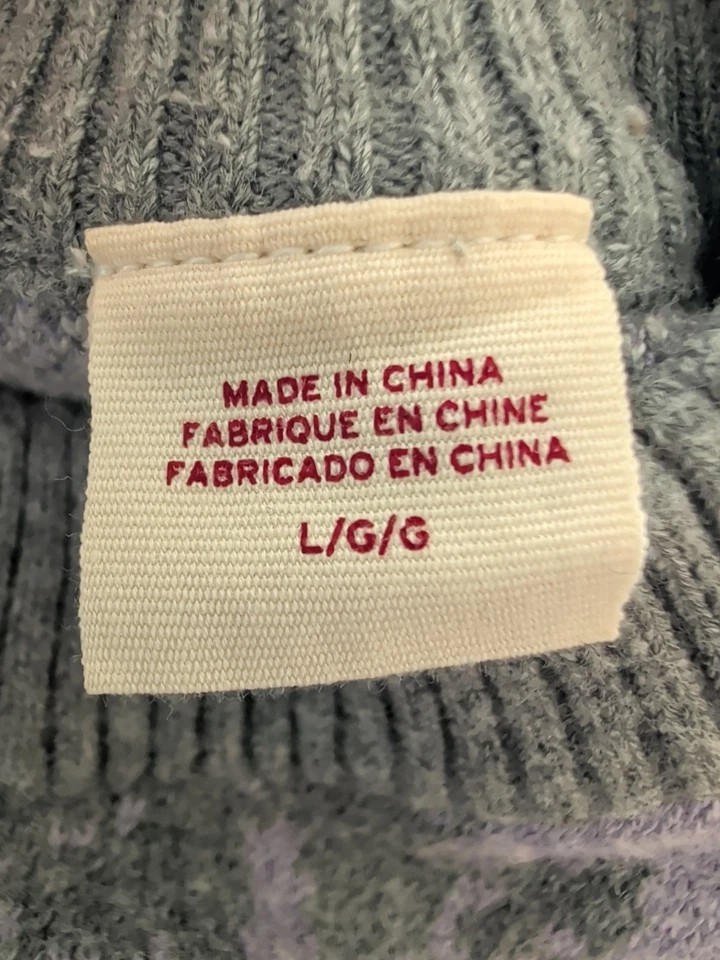 MADE IN CHINA
FABRIQUE EN CHINE
FABRICADO EN CHINA
L/G/G